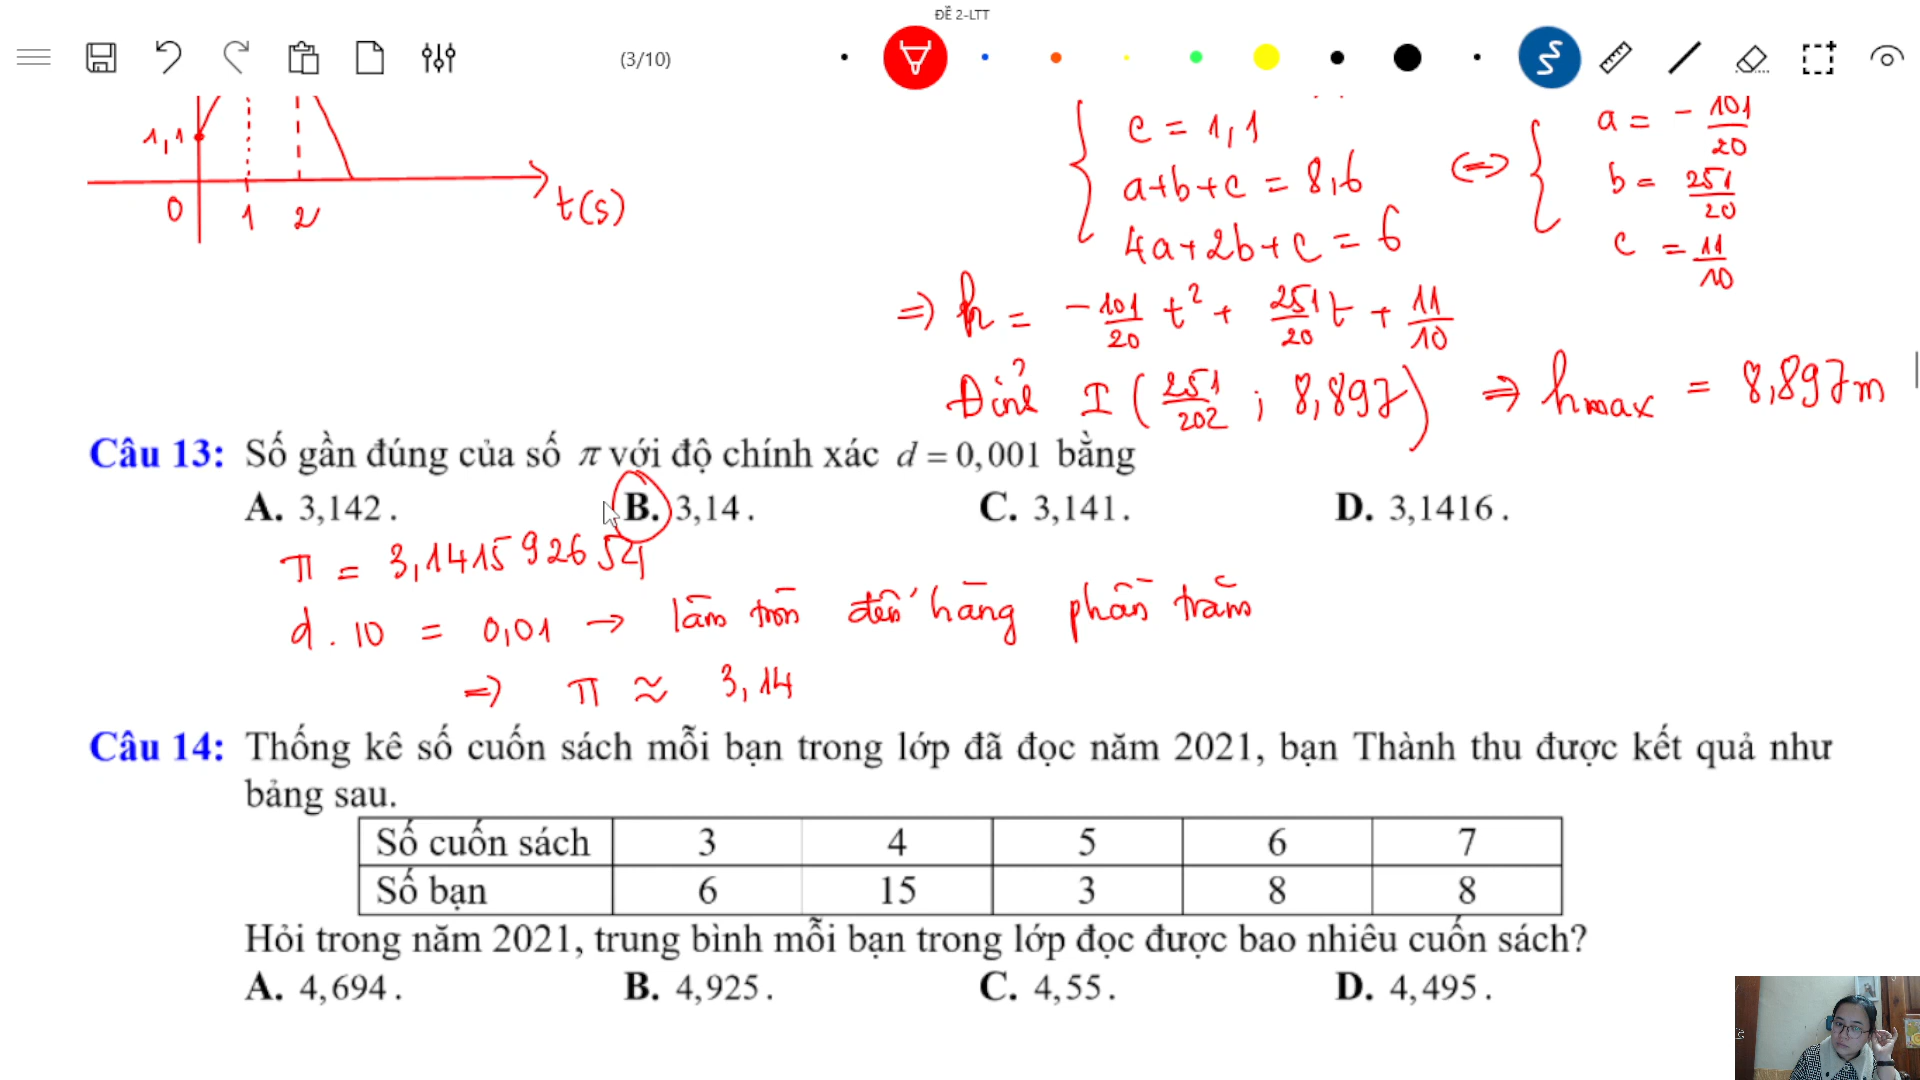 ĐỀ 2-LTT
(3/10)
1,1
0 1 2 t(s)
c = 1,1
a+b+c = 8,6
4a+2b+c = 6
⇔
a = -101/20
b = 251/20
c = 11/10
⇒ h = -101/20 t² + 251/20 t + 11/10
Đỉnh I (251/202 ; 8,897) ⇒ hmax = 8,897m
Câu 13: Số gần đúng của số π với độ chính xác d = 0,001 bằng
A. 3,142. B. 3,14. C. 3,141. D. 3,1416.
π = 3,141592654
d . 10 = 0,01 → làm tròn đến hàng phần trăm
⇒ π ≈ 3,14
Câu 14: Thống kê số cuốn sách mỗi bạn trong lớp đã đọc năm 2021, bạn Thành thu được kết quả như
bảng sau.
Số cuốn sách 3 4 5 6 7
Số bạn 6 15 3 8 8
Hỏi trong năm 2021, trung bình mỗi bạn trong lớp đọc được bao nhiêu cuốn sách?
A. 4,694. B. 4,925. C. 4,55. D. 4,495.